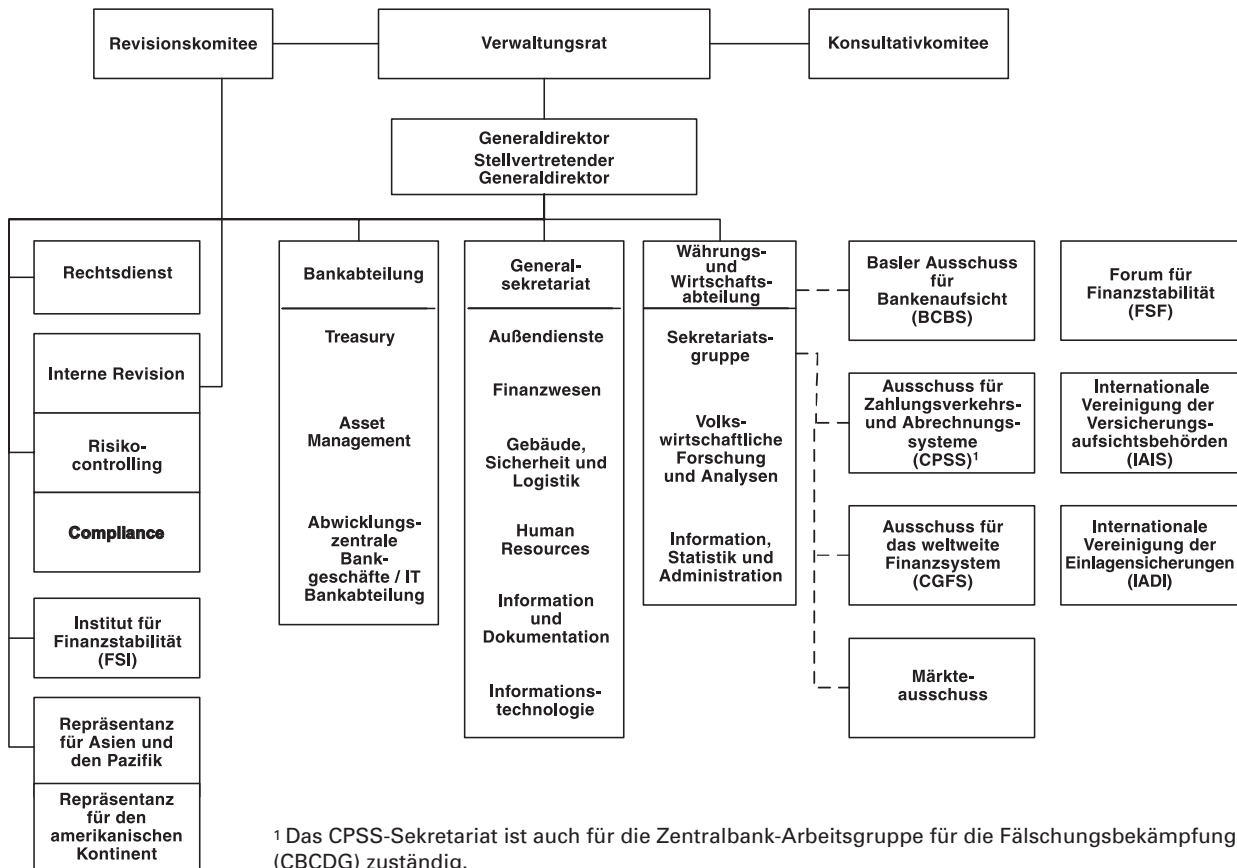 Revisionskomitee
Verwaltungsrat
Konsultativkomitee
Generaldirektor
Stellvertretender
Generaldirektor
Rechtsdienst
Interne Revision
Risiko-
controlling
Compliance
Institut für
Finanzstabilität
(FSI)
Repräsentanz
für Asien und
den Pazifik
Repräsentanz
für den
amerikanischen
Kontinent
Bankabteilung
Treasury
Asset
Management
Abwicklungs-
zentrale
Bank-
geschäfte / IT
Bankabteilung
General-
sekretariat
Außendienste
Finanzwesen
Gebäude,
Sicherheit und
Logistik
Human
Resources
Information
und
Dokumentation
Informations-
technologie
Währungs-
und
Wirtschafts-
abteilung
Sekretariats-
gruppe
Volks-
wirtschaftliche
Forschung
und Analysen
Information,
Statistik und
Administration
Basler Ausschuss
für
Bankenaufsicht
(BCBS)
Ausschuss für
Zahlungsverkehrs-
und Abrechnungs-
systeme
(CPSS)¹
Ausschuss für
das weltweite
Finanzsystem
(CGFS)
Märkte-
ausschuss
Forum für
Finanzstabilität
(FSF)
Internationale
Vereinigung der
Versicherungs-
aufsichtsbehörden
(IAIS)
Internationale
Vereinigung der
Einlagensicherungen
(IADI)
¹ Das CPSS-Sekretariat ist auch für die Zentralbank-Arbeitsgruppe für die Fälschungsbekämpfung
(CBCDG) zuständig.